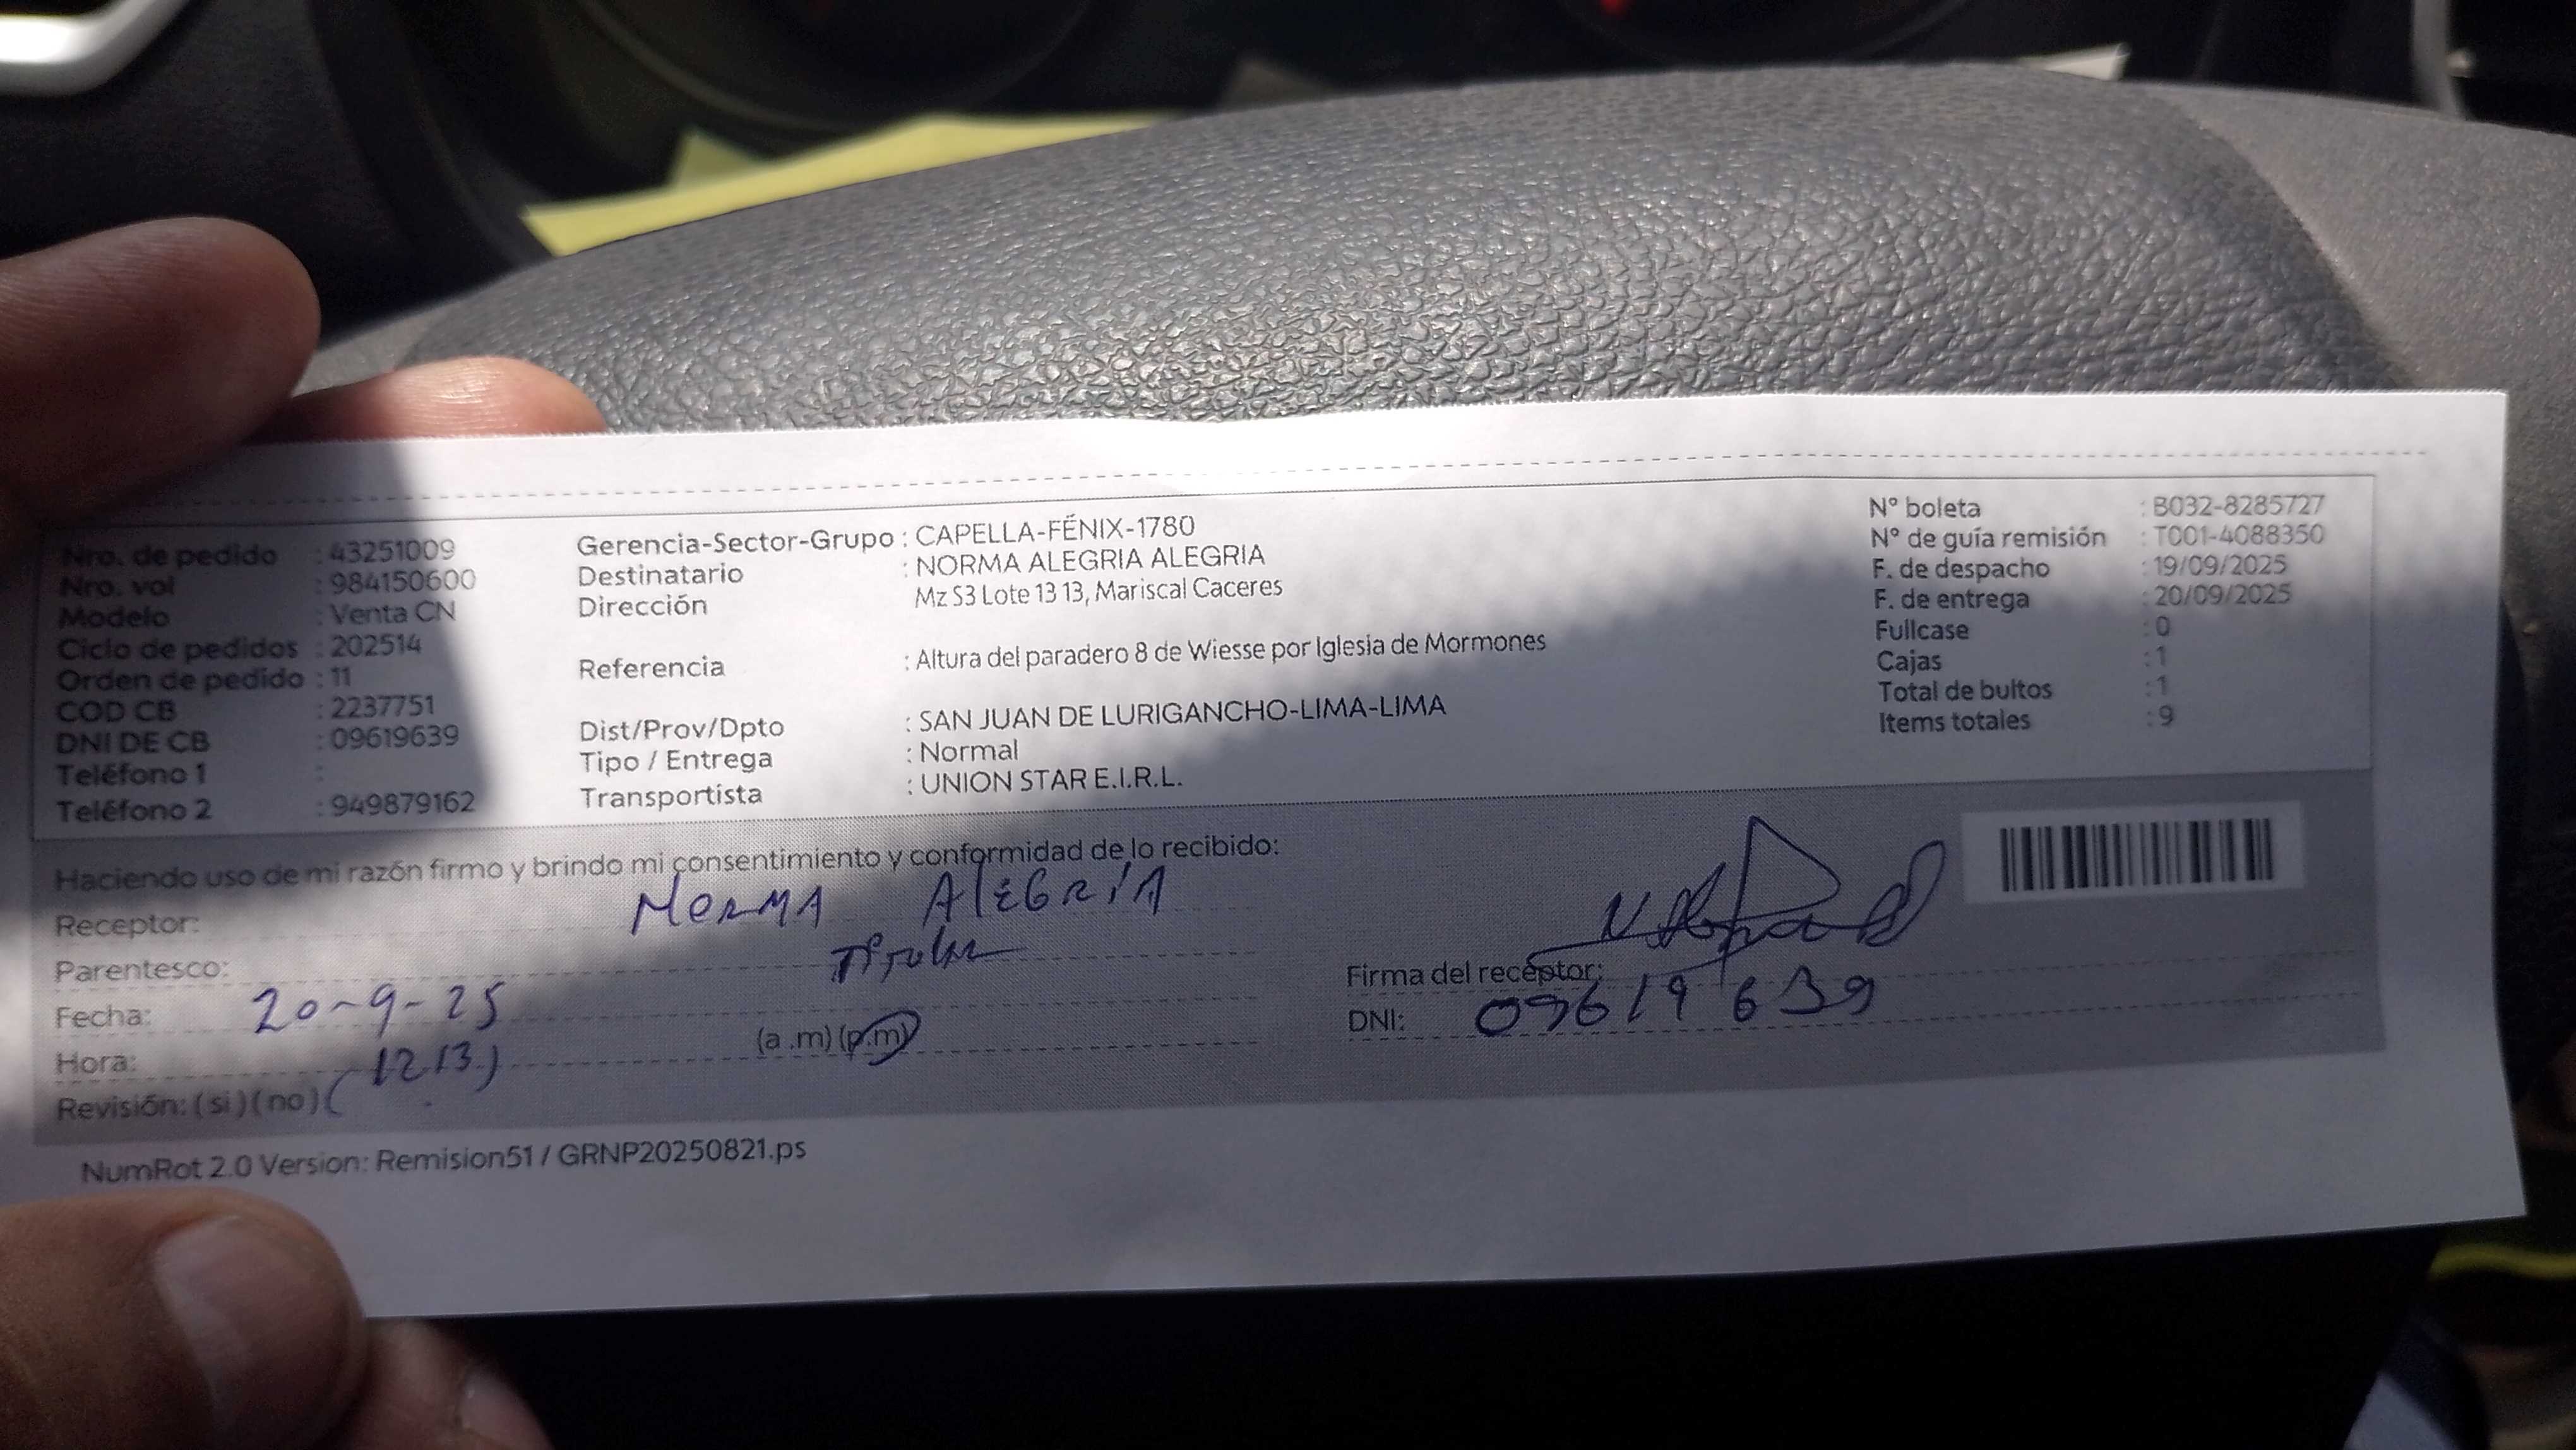 Nro. de pedido : 43251009
Nro. vol : 984150600
Modelo : Venta CN
Ciclo de pedidos : 202514
Orden de pedido : 11
COD CB : 2237751
DNI DE CB : 09619639
Teléfono 1 :
Teléfono 2 : 949879162
Gerencia-Sector-Grupo : CAPELLA-FÉNIX-1780
Destinatario : NORMA ALEGRIA ALEGRIA
Dirección Mz S3 Lote 13 13, Mariscal Caceres
Referencia : Altura del paradero 8 de Wiesse por Iglesia de Mormones
Dist/Prov/Dpto : SAN JUAN DE LURIGANCHO-LIMA-LIMA
Tipo / Entrega : Normal
Transportista : UNION STAR E.I.R.L.
N° boleta : B032-8285727
N° de guía remisión : T001-4088350
F. de despacho : 19/09/2025
F. de entrega : 20/09/2025
Fullcase : 0
Cajas : 1
Total de bultos : 1
Items totales : 9
Haciendo uso de mi razón firmo y brindo mi consentimiento y conformidad de lo recibido:
Receptor: NORMA AlEGRIA
Parentesco: Titular
Fecha: 20-9-25
Hora: (1213) (a .m) (p.m)
Revisión: (si) (no)
Firma del receptor:
DNI: 09619639
NumRot 2.0 Version: Remision51 / GRNP20250821.ps